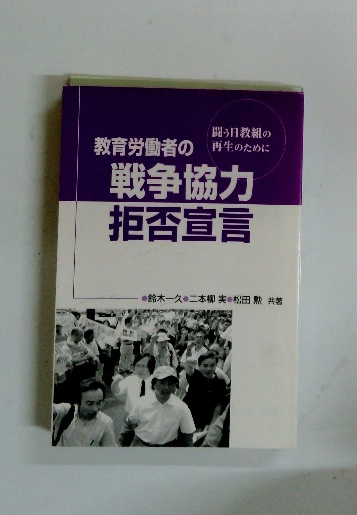 闘う日教組の
再生のために
教育労働者の
戦争協力
拒否宣言
●鈴木一久●二本柳 実●松田 勲 共著